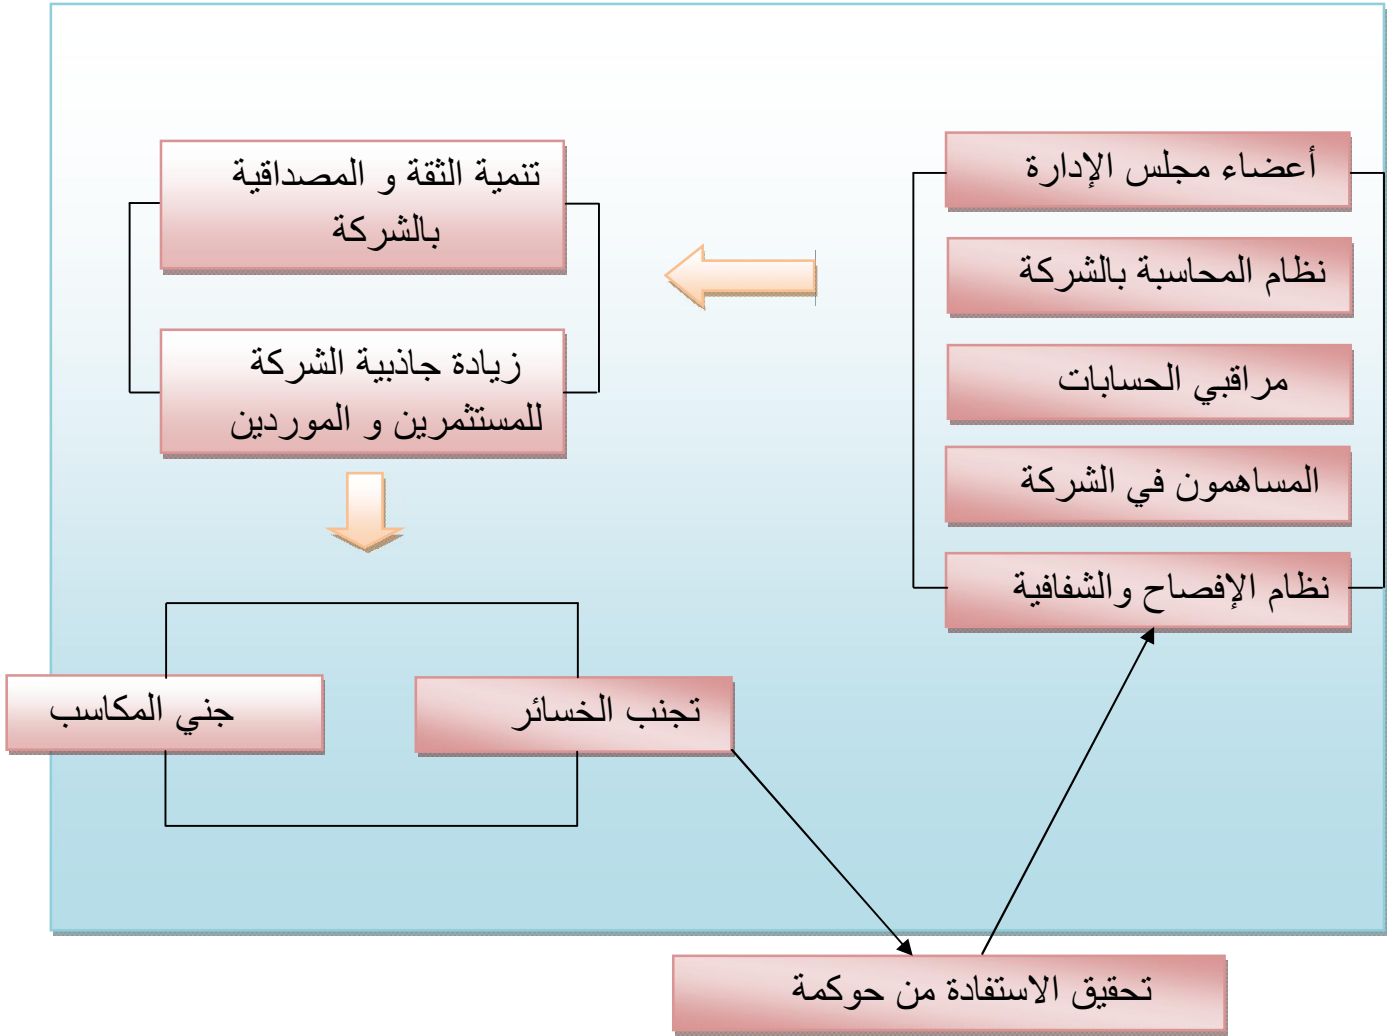 أعضاء مجلس الإدارة
نظام المحاسبة بالشركة
مراقبي الحسابات
المساهمون في الشركة
نظام الإفصاح والشفافية
تنمية الثقة و المصداقية
بالشركة
زيادة جاذبية الشركة
للمستثمرين و الموردين
تجنب الخسائر
جني المكاسب
تحقيق الاستفادة من حوكمة